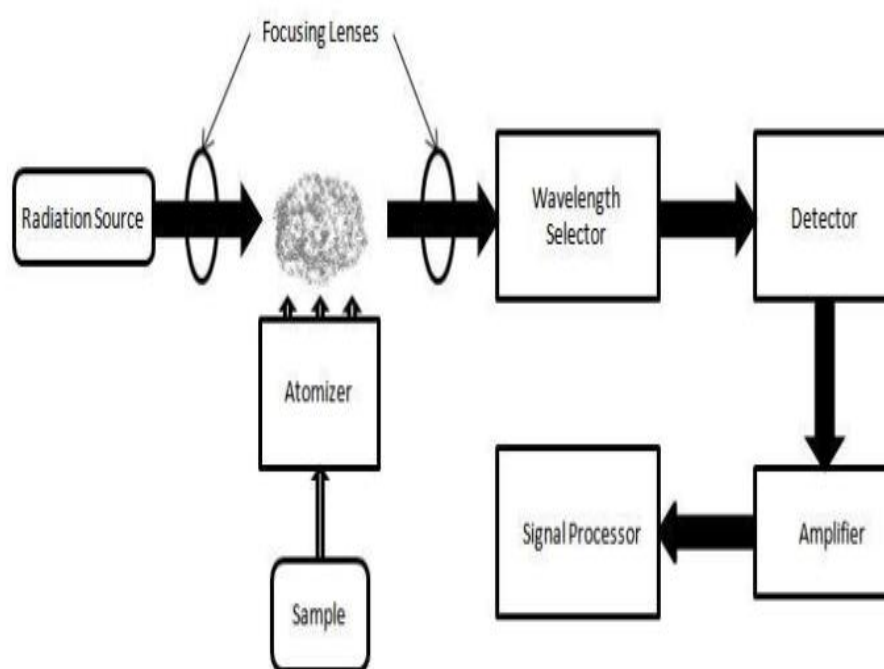 Focusing Lenses
Radiation Source
Wavelength
Selector
Detector
Atomizer
Signal Processor
Amplifier
Sample